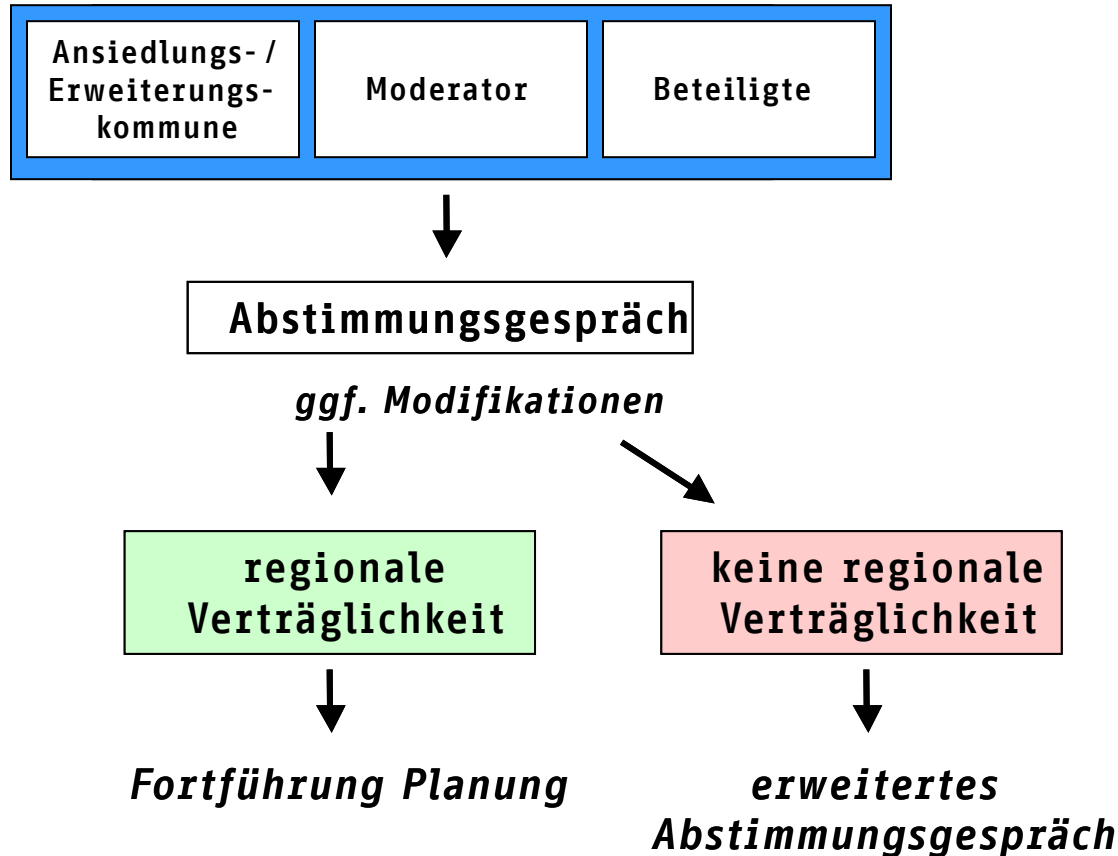 Ansiedlungs- /
Erweiterungs-
kommune
Moderator
Beteiligte
Abstimmungsgespräch
ggf. Modifikationen
regionale
Verträglichkeit
keine regionale
Verträglichkeit
Fortführung Planung
erweitertes
Abstimmungsgespräch